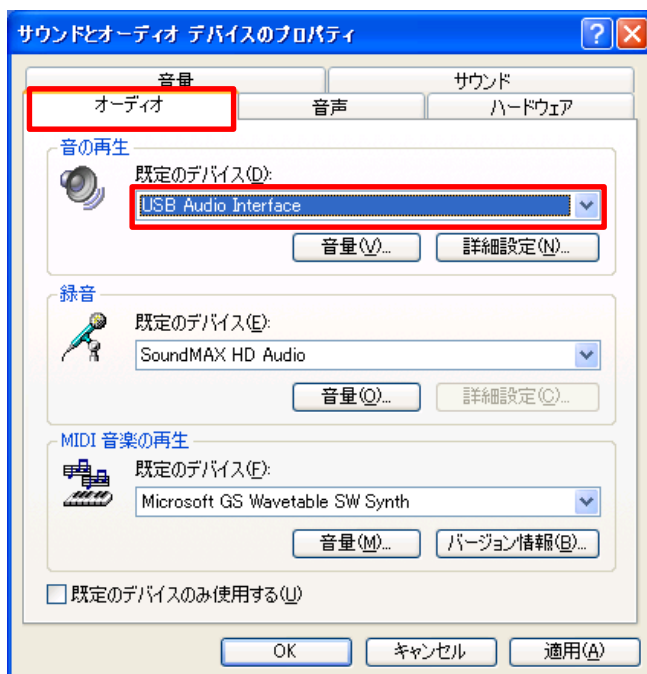 サウンドとオーディオ デバイスのプロパティ
音量 サウンド
オーディオ 音声 ハードウェア
音の再生
既定のデバイス(D):
USB Audio Interface
音量(V)... 詳細設定(N)...
録音
既定のデバイス(E):
SoundMAX HD Audio
音量(O)... 詳細設定(C)...
MIDI 音楽の再生
既定のデバイス(F):
Microsoft GS Wavetable SW Synth
音量(M)... バージョン情報(B)...
既定のデバイスのみ使用する(U)
OK キャンセル 適用(A)